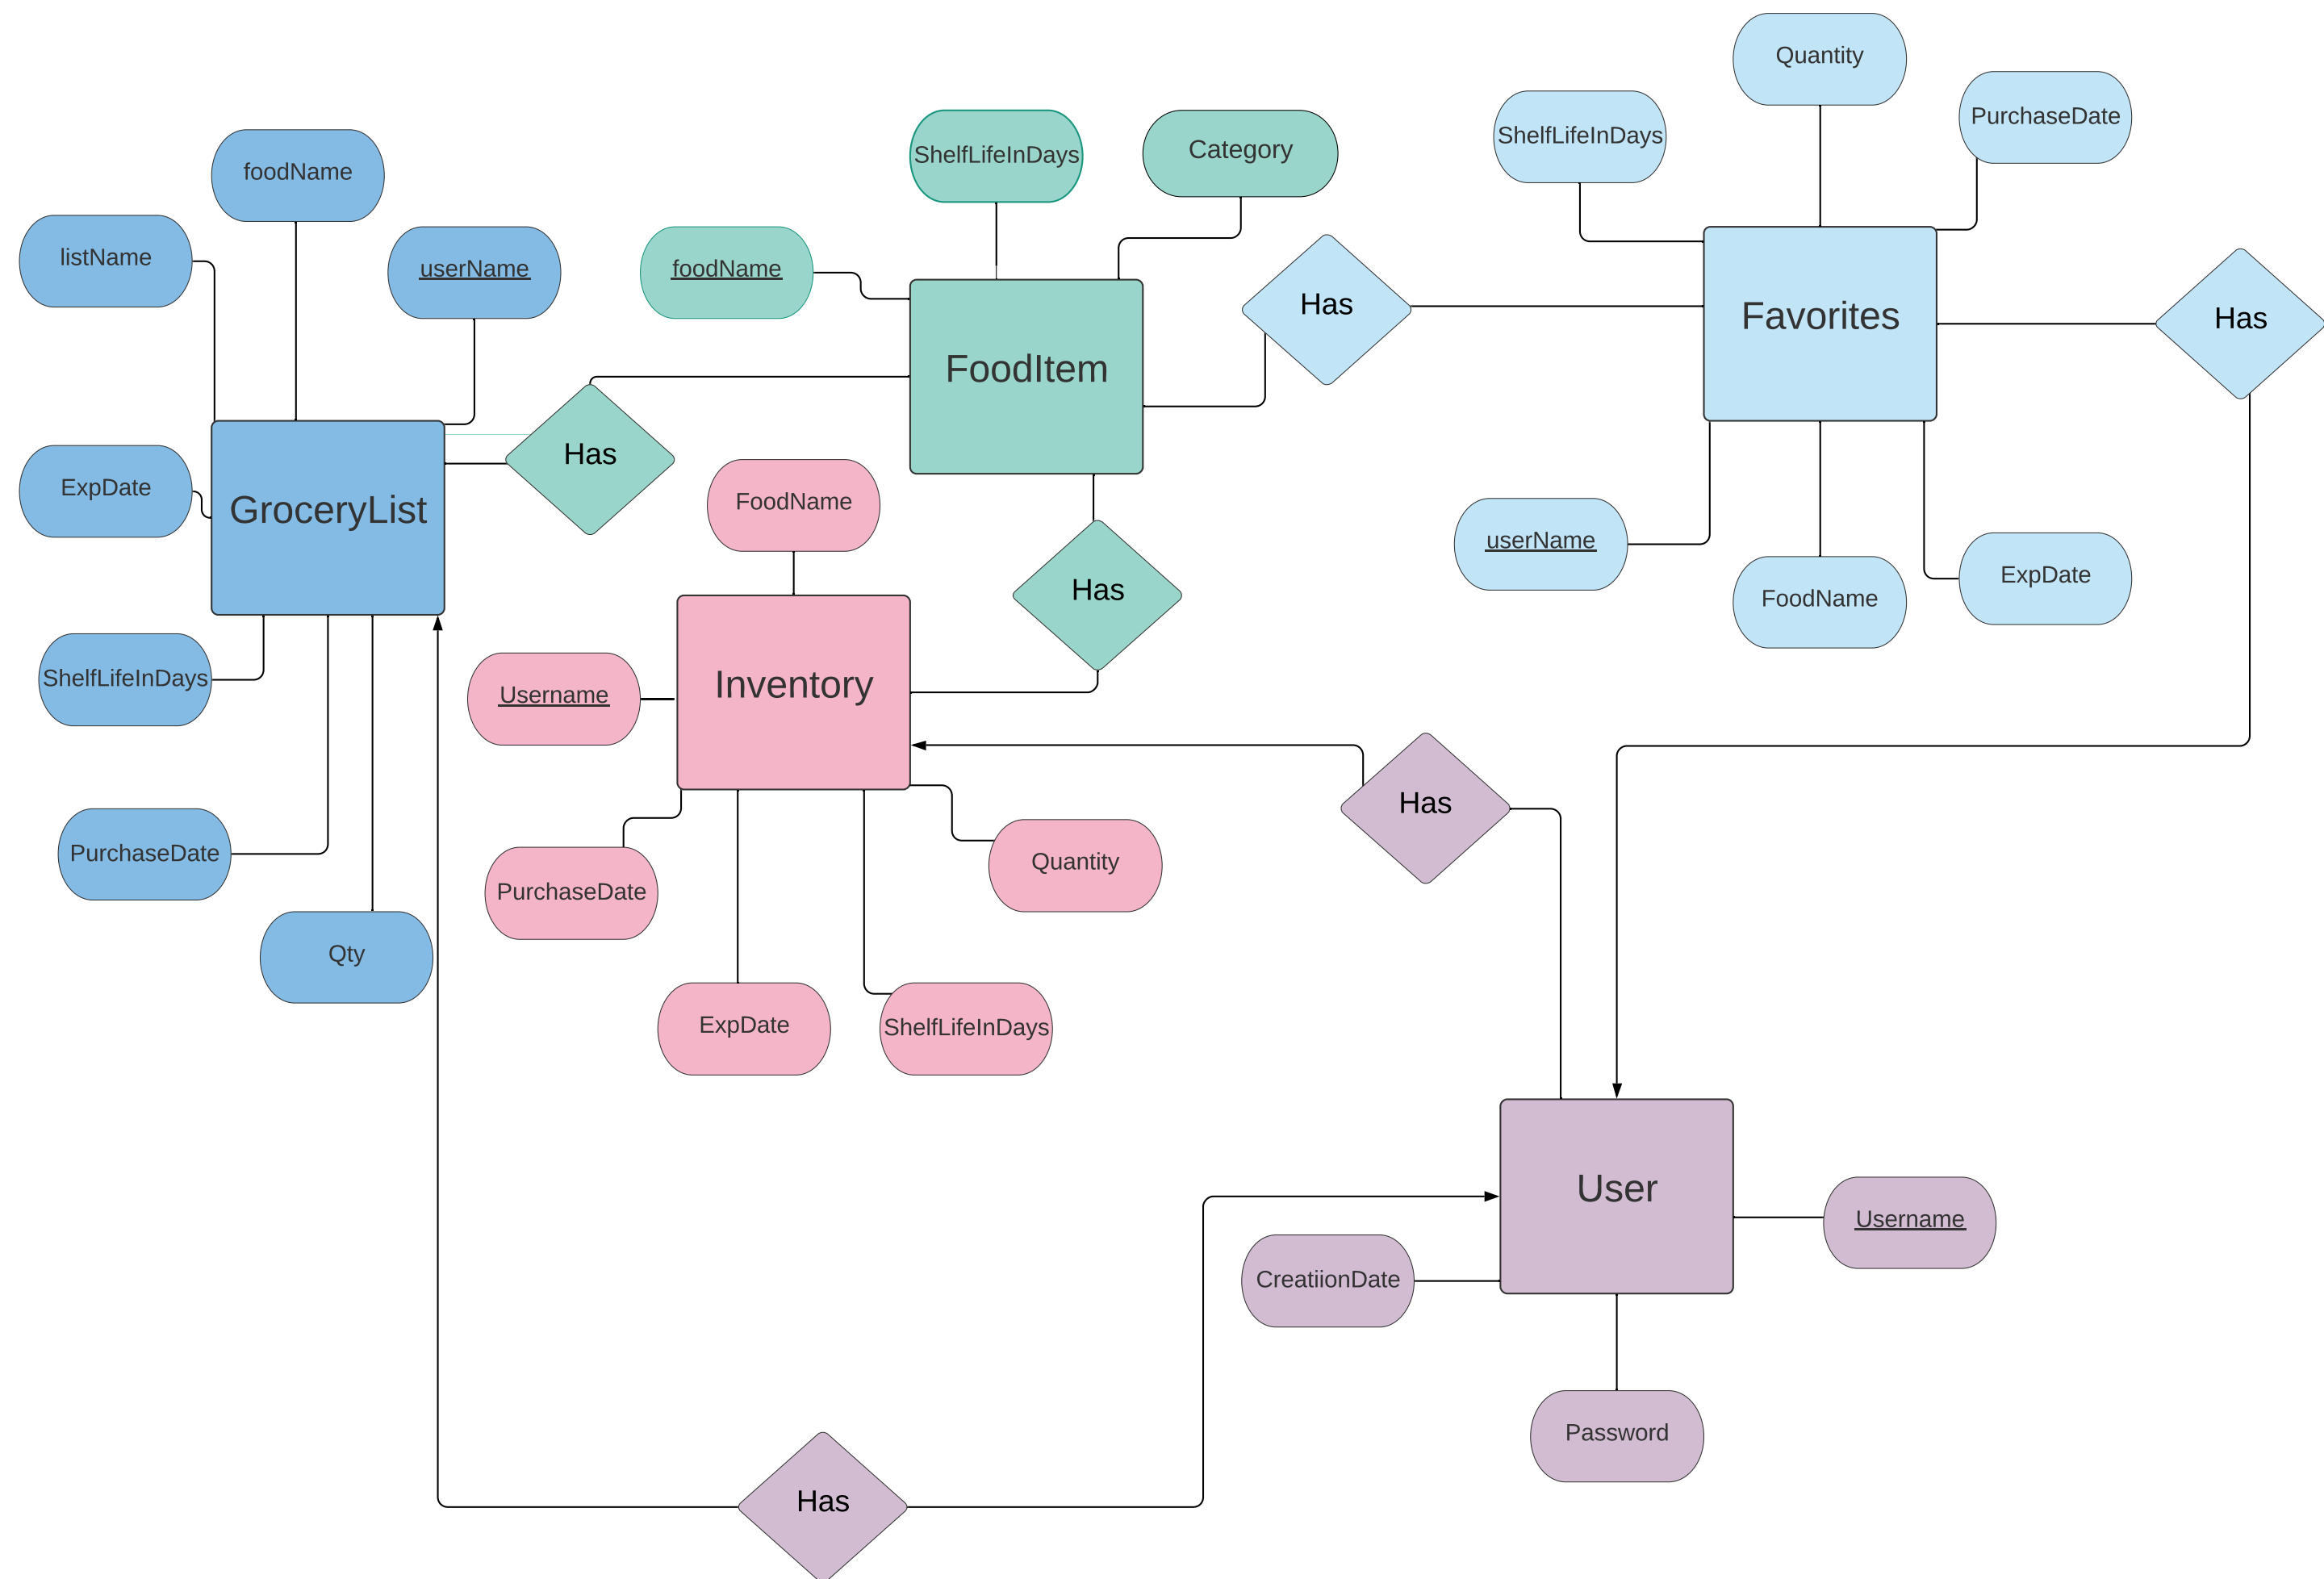 Quantity
PurchaseDate
ShelfLifeInDays
Category
ShelfLifeInDays
foodName
listName
userName
foodName
Has
Favorites
Has
FoodItem
Has
ExpDate
GroceryList
FoodName
userName
ExpDate
FoodName
Has
ShelfLifeInDays
Username
Inventory
Has
PurchaseDate
Quantity
PurchaseDate
Qty
ExpDate
ShelfLifeInDays
User
Username
CreatiionDate
Password
Has